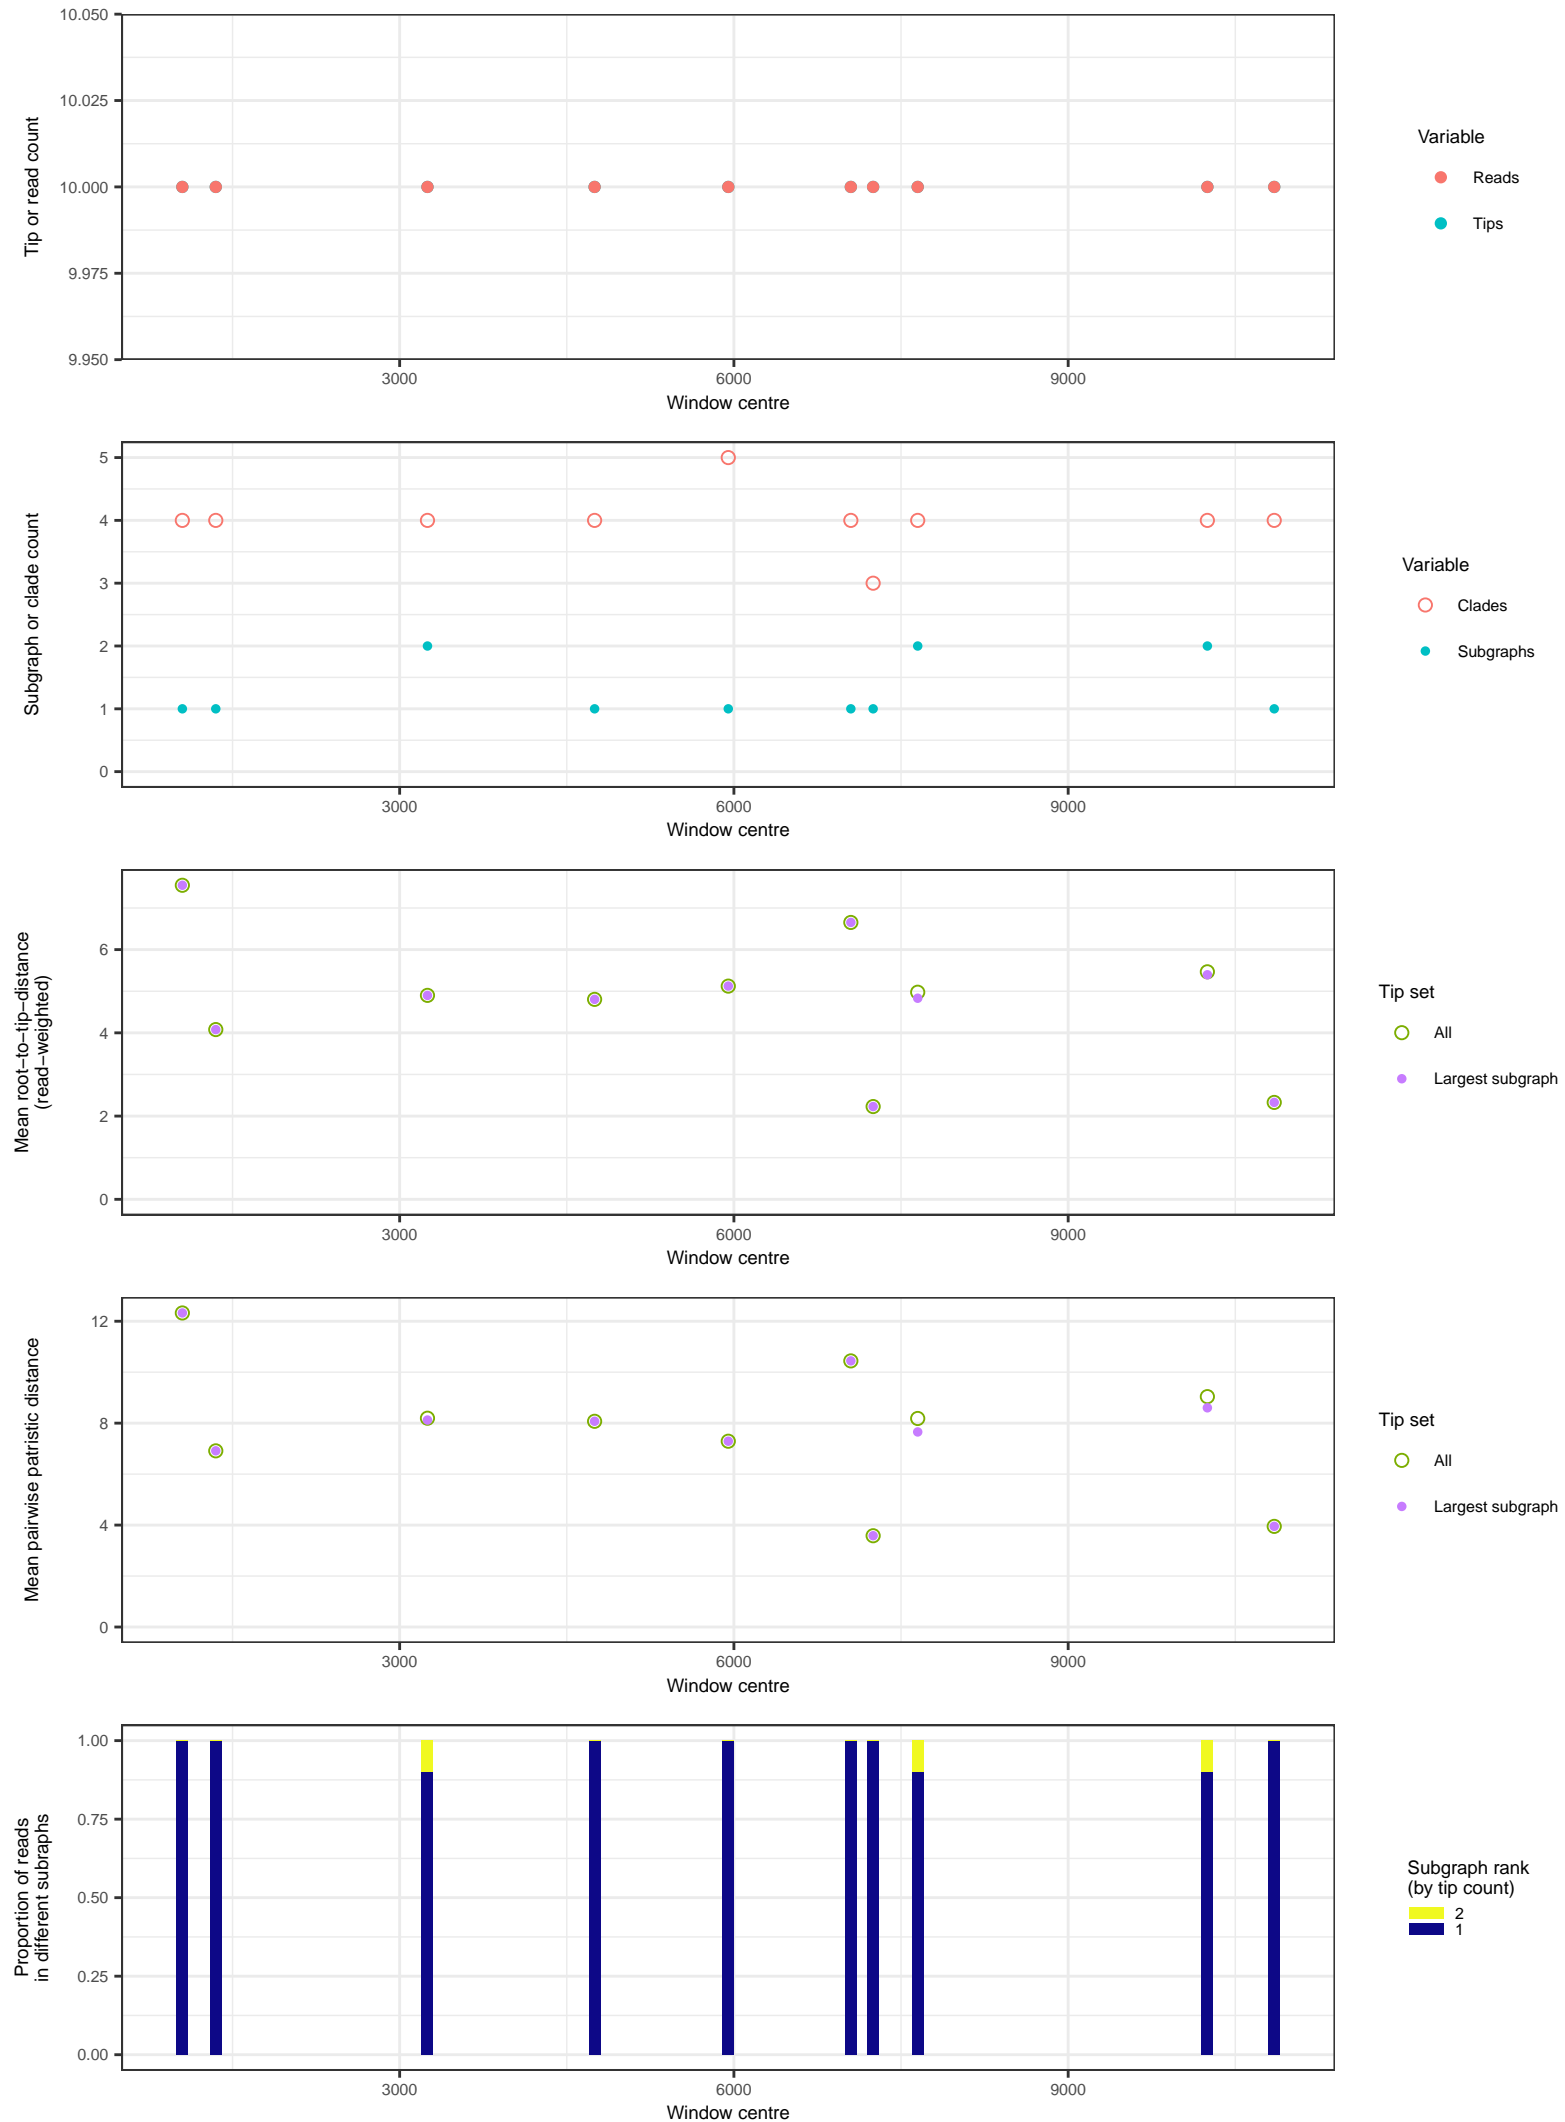 10.050
10.025
10.000
9.975
9.950
Tip or read count
3000
6000
9000
Window centre
Variable
Reads
Tips
5
4
3
2
1
0
Subgraph or clade count
3000
6000
9000
Window centre
Variable
Clades
Subgraphs
6
4
2
0
Mean root−to−tip−distance
(read−weighted)
3000
6000
9000
Window centre
Tip set
All
Largest subgraph
12
8
4
0
Mean pairwise patristic distance
3000
6000
9000
Window centre
Tip set
All
Largest subgraph
1.00
0.75
0.50
0.25
0.00
Proportion of reads
in different subraphs
3000
6000
9000
Window centre
Subgraph rank
(by tip count)
2
1